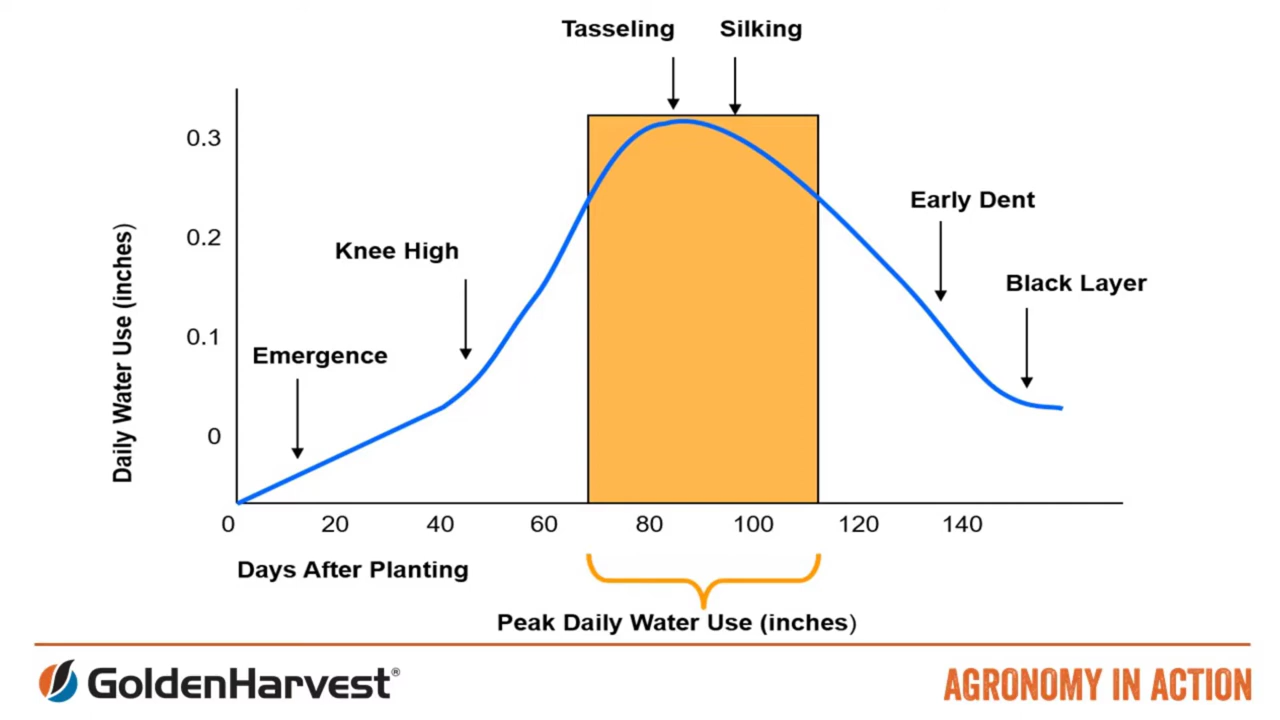 Tasseling
Silking
0.3
0.2
0.1
0
Daily Water Use (inches)
Knee High
Emergence
Early Dent
Black Layer
0 20 40 60 80 100 120 140
Days After Planting
Peak Daily Water Use (inches)
GoldenHarvest®
AGRONOMY IN ACTION